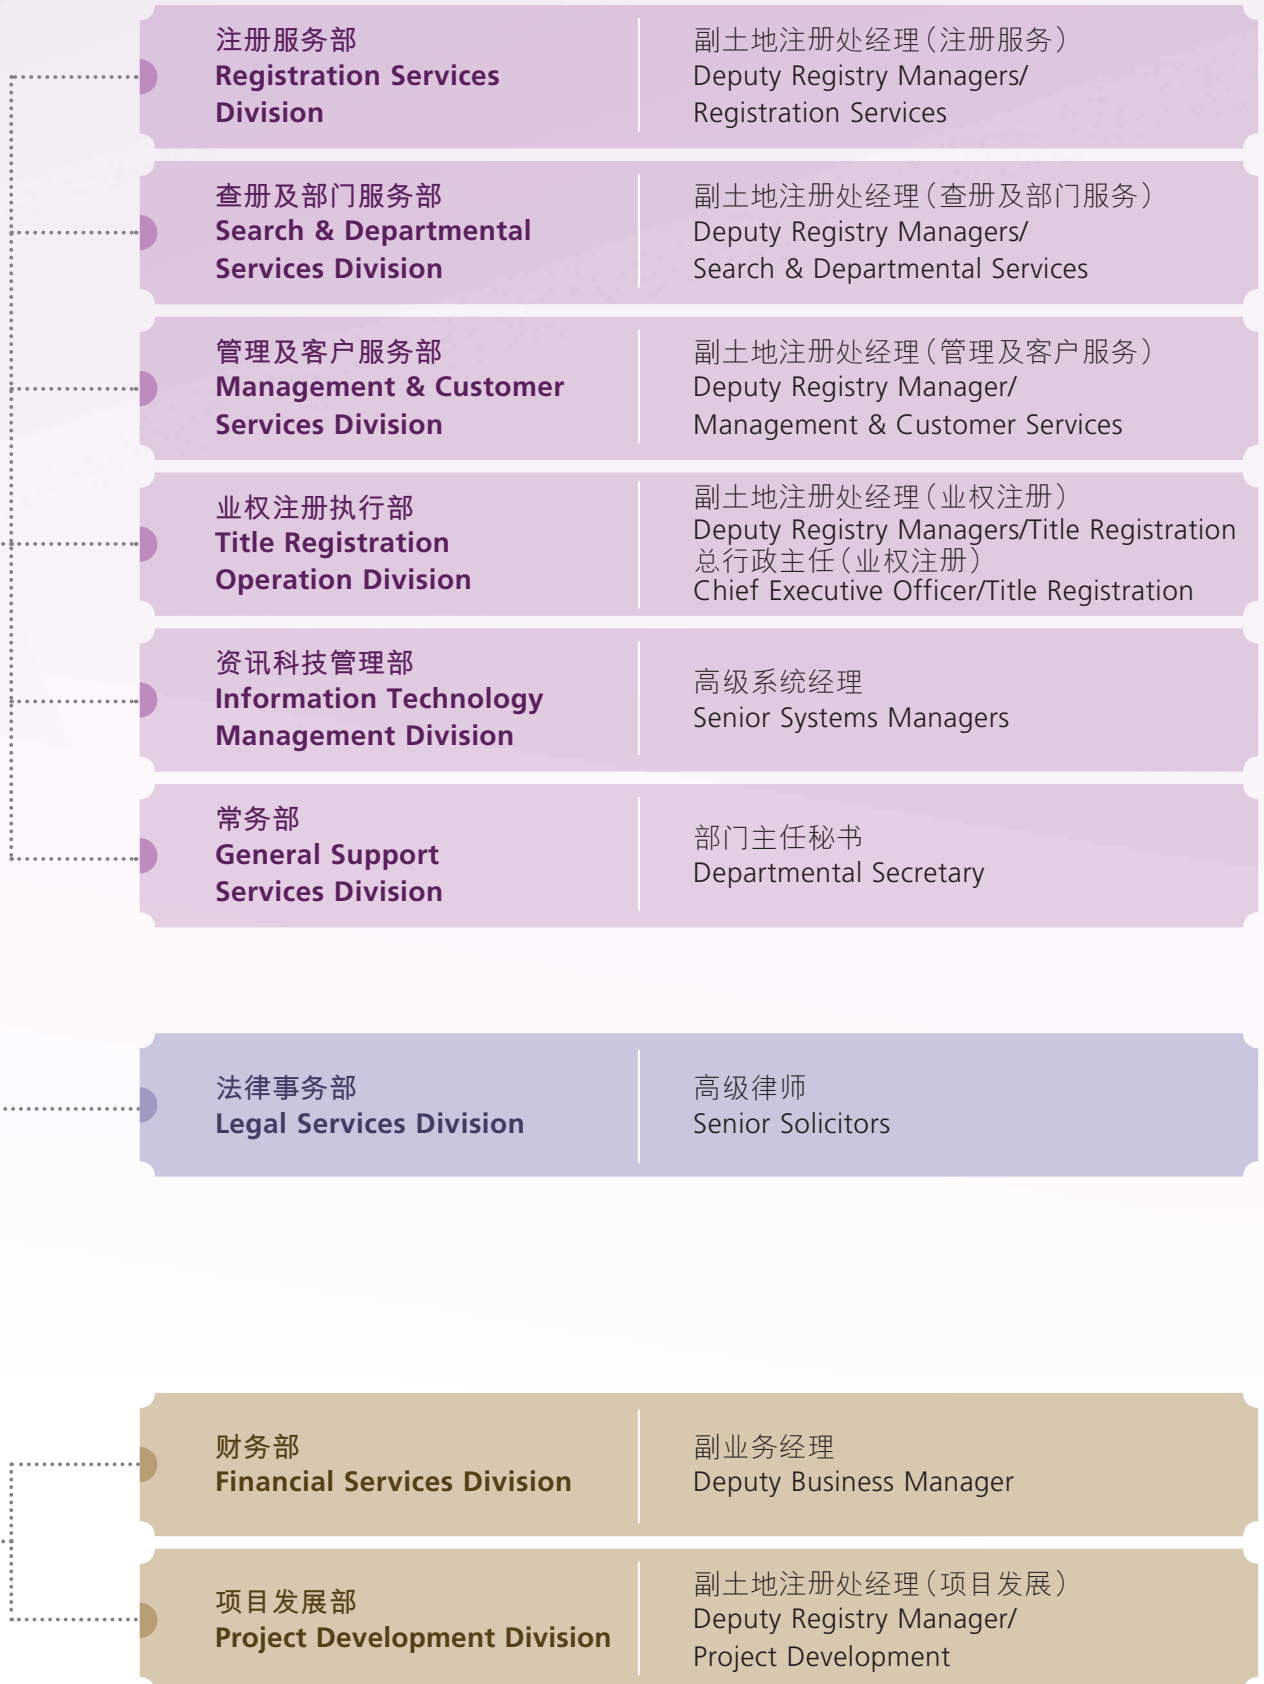 注册服务部
Registration Services
Division
副土地注册处经理（注册服务）
Deputy Registry Managers/
Registration Services
查册及部门服务部
Search & Departmental
Services Division
副土地注册处经理（查册及部门服务）
Deputy Registry Managers/
Search & Departmental Services
管理及客户服务部
Management & Customer
Services Division
副土地注册处经理（管理及客户服务）
Deputy Registry Manager/
Management & Customer Services
业权注册执行部
Title Registration
Operation Division
副土地注册处经理（业权注册）
Deputy Registry Managers/Title Registration
总行政主任（业权注册）
Chief Executive Officer/Title Registration
资讯科技管理部
Information Technology
Management Division
高级系统经理
Senior Systems Managers
常务部
General Support
Services Division
部门主任秘书
Departmental Secretary
法律事务部
Legal Services Division
高级律师
Senior Solicitors
财务部
Financial Services Division
副业务经理
Deputy Business Manager
项目发展部
Project Development Division
副土地注册处经理（项目发展）
Deputy Registry Manager/
Project Development